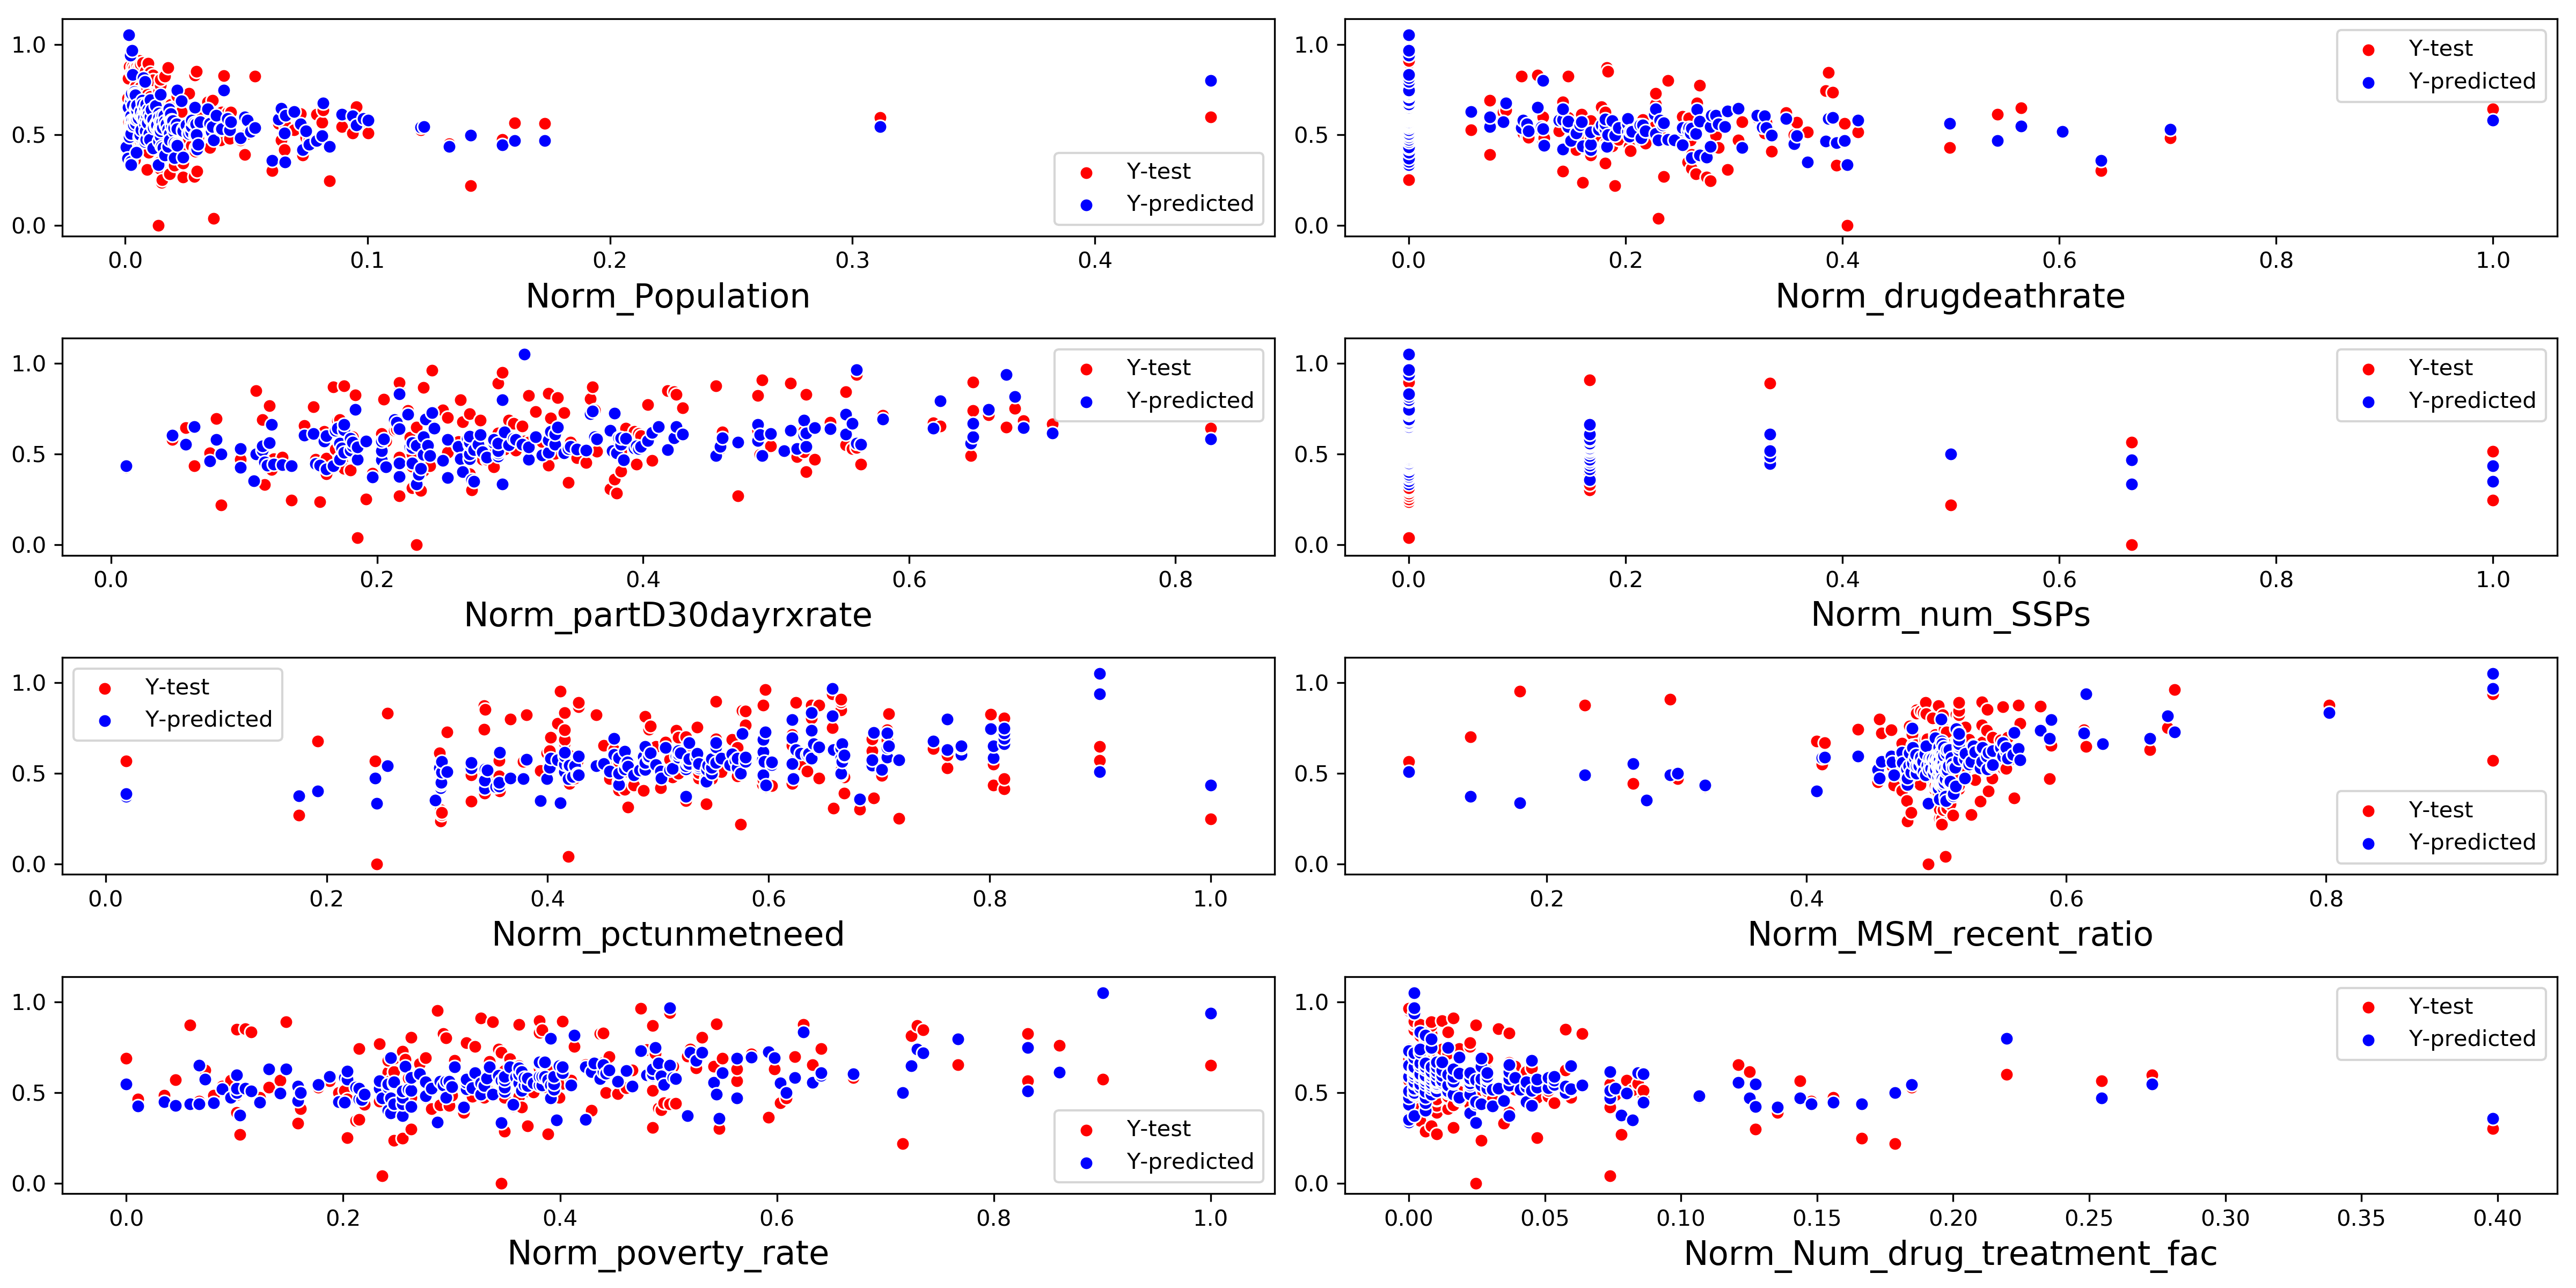 1.0
0.5
0.0
Y-test
Y-predicted
0.0 0.1 0.2 0.3 0.4
Norm_Population
1.0
0.5
0.0
Y-test
Y-predicted
0.0 0.2 0.4 0.6 0.8 1.0
Norm_drugdeathrate
1.0
0.5
0.0
Y-test
Y-predicted
0.0 0.2 0.4 0.6 0.8
Norm_partD30dayrxrate
1.0
0.5
0.0
Y-test
Y-predicted
0.0 0.2 0.4 0.6 0.8 1.0
Norm_num_SSPs
1.0
0.5
0.0
Y-test
Y-predicted
0.0 0.2 0.4 0.6 0.8 1.0
Norm_pctunmetneed
1.0
0.5
0.0
Y-test
Y-predicted
0.2 0.4 0.6 0.8
Norm_MSM_recent_ratio
1.0
0.5
0.0
Y-test
Y-predicted
0.0 0.2 0.4 0.6 0.8 1.0
Norm_poverty_rate
1.0
0.5
0.0
Y-test
Y-predicted
0.00 0.05 0.10 0.15 0.20 0.25 0.30 0.35 0.40
Norm_Num_drug_treatment_fac